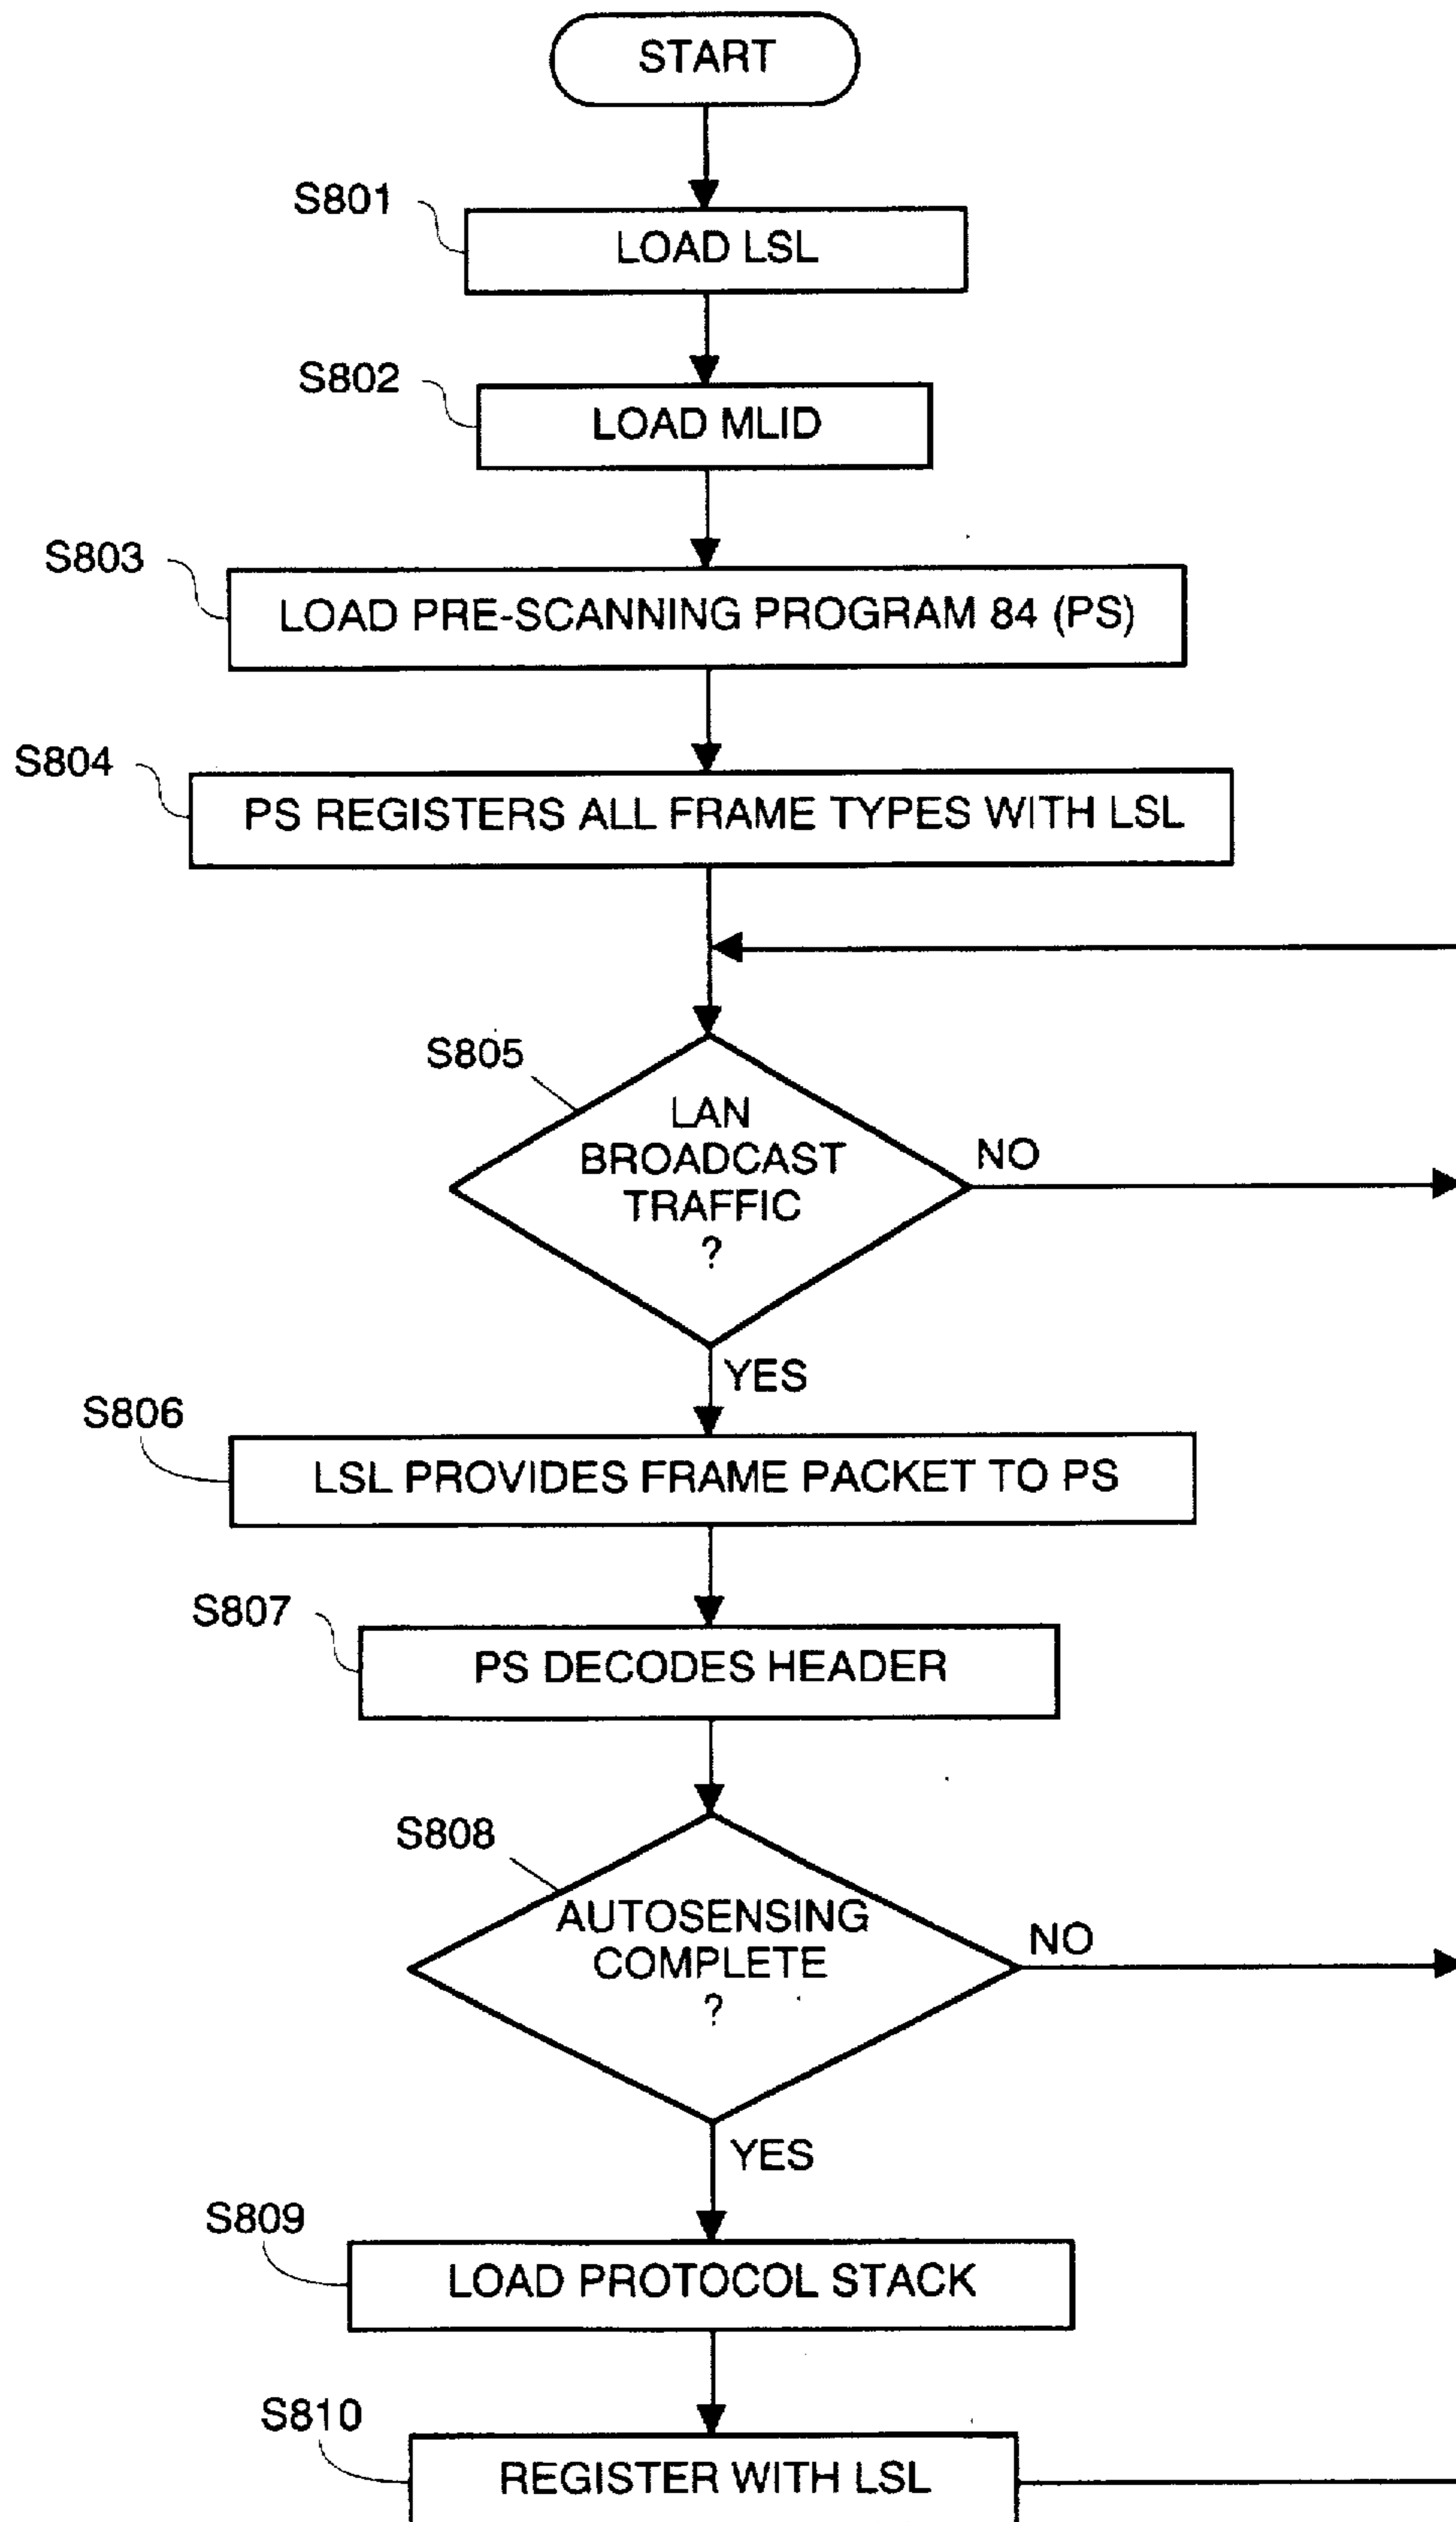 START
S801
LOAD LSL
S802
LOAD MLID
S803
LOAD PRE-SCANNING PROGRAM 84 (PS)
S804
PS REGISTERS ALL FRAME TYPES WITH LSL
S805
LAN
BROADCAST
TRAFFIC
?
NO
YES
S806
LSL PROVIDES FRAME PACKET TO PS
S807
PS DECODES HEADER
S808
AUTOSENSING
COMPLETE
?
NO
YES
S809
LOAD PROTOCOL STACK
S810
REGISTER WITH LSL